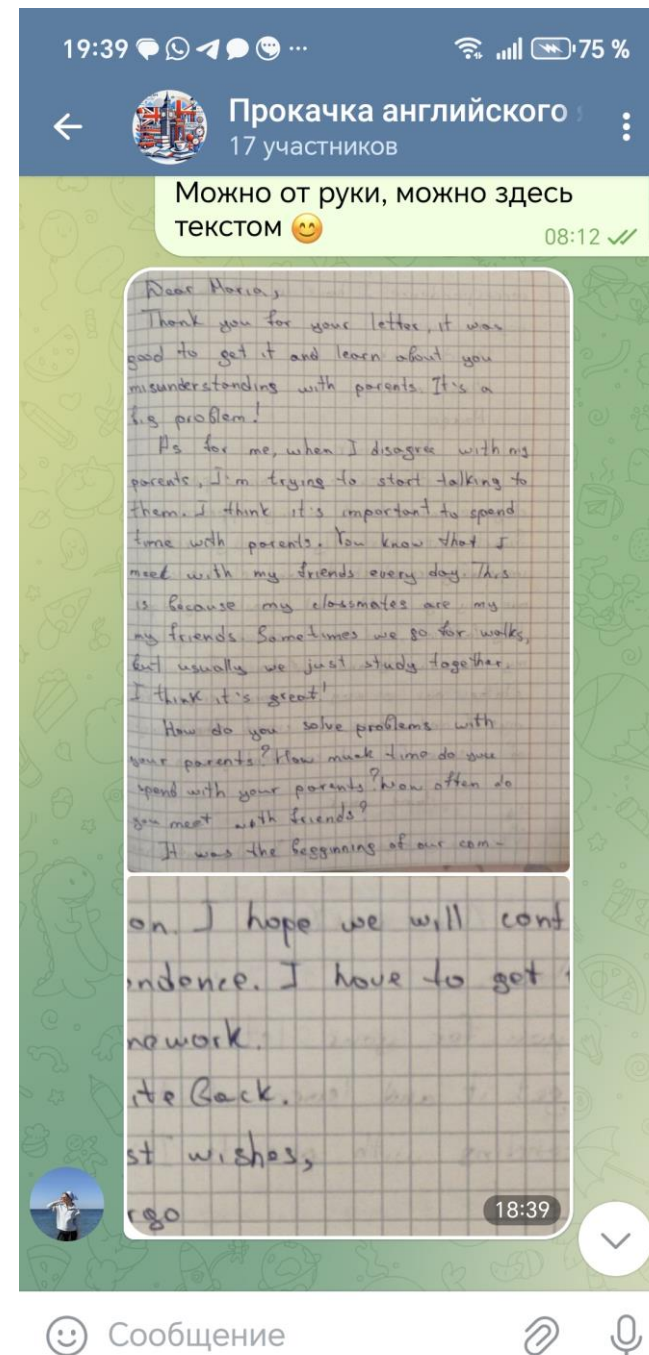 19:39
75 %
Прокачка английского
17 участников
Можно от руки, можно здесь
текстом 😊
08:12
Dear Maria,
Thank you for your letter, it was
good to get it and learn about you
misunderstanding with parents. It's a
big problem!
As for me, when I disagree with my
parents, I'm trying to start talking to
them. I think it's important to spend
time with parents. You know that I
meet with my friends every day. This
is because my classmates are my
my friends. Sometimes we go for walks,
but usually we just study together.
I think it's great!
How do you solve problems with
your parents? How much time do you
spend with your parents? How often do
you meet with friends?
It was the begginning of our com-
on. I hope we will cont
ndence. I have to get
ework.
ite back.
st wishes,
rgo
18:39
Сообщение